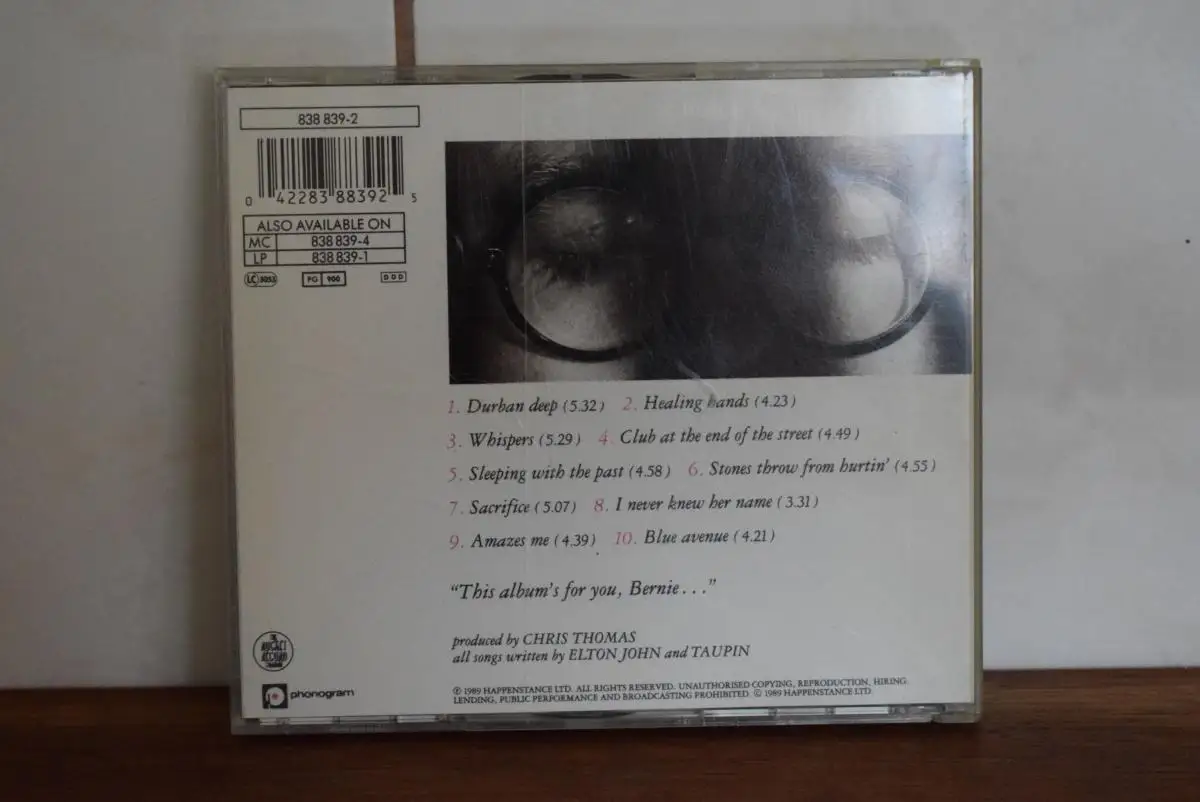 838 839-2
0 42283 88392 5
ALSO AVAILABLE ON
MC 838 839-4
LP 838 839-1
LC 5053 PG 900 DDD
1. Durban deep (5.32) 2. Healing hands (4.23)
3. Whispers (5.29) 4. Club at the end of the street (4.49)
5. Sleeping with the past (4.58) 6. Stones throw from hurtin' (4.55)
7. Sacrifice (5.07) 8. I never knew her name (3.31)
9. Amazes me (4.39) 10. Blue avenue (4.21)
“This album's for you, Bernie...”
produced by CHRIS THOMAS
all songs written by ELTON JOHN and TAUPIN
phonogram
℗ 1989 HAPPENSTANCE LTD. ALL RIGHTS RESERVED. UNAUTHORISED COPYING, REPRODUCTION, HIRING.
LENDING, PUBLIC PERFORMANCE AND BROADCASTING PROHIBITED. © 1989 HAPPENSTANCE LTD.